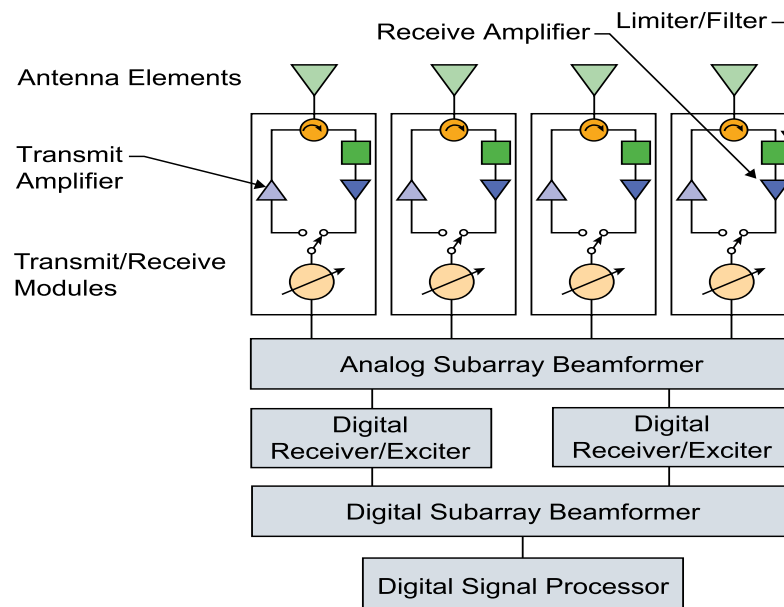 Limiter/Filter
Receive Amplifier
Antenna Elements
Transmit
Amplifier
Transmit/Receive
Modules
Analog Subarray Beamformer
Digital
Receiver/Exciter
Digital
Receiver/Exciter
Digital Subarray Beamformer
Digital Signal Processor